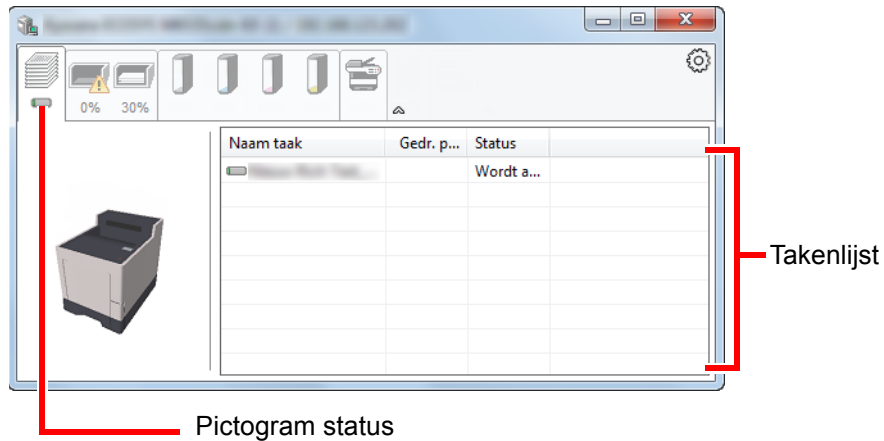 0% 30%
Naam taak Gedr. p... Status
Wordt a...
Takenlijst
Pictogram status